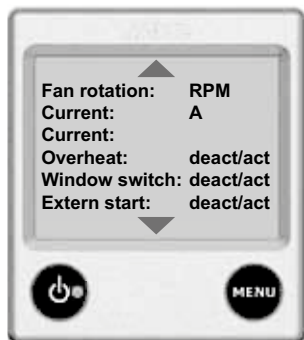 Fan rotation: RPM
Current: A
Current:
Overheat: deact/act
Window switch: deact/act
Extern start: deact/act
MENU